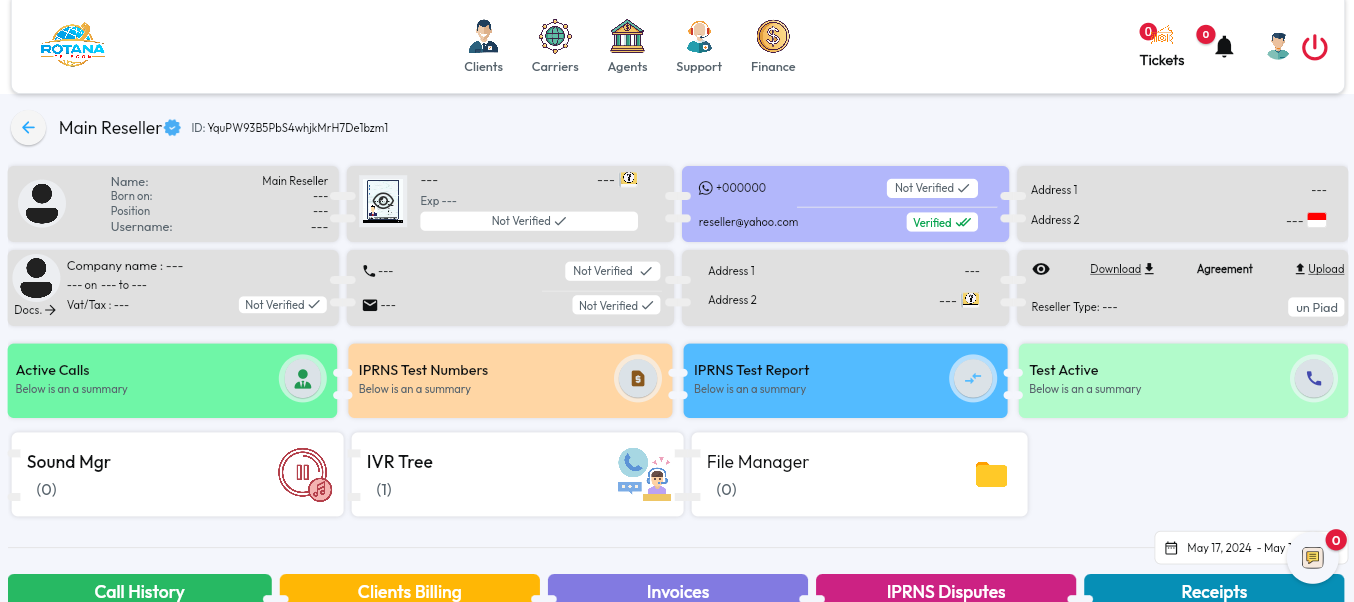 ROTANA
Clients
Carriers
Agents
Support
Finance
0
Tickets
0
Main Reseller
ID: YquPW93B5PbS4whjkMrH7De1bzm1
Name: Main Reseller
Born on: ---
Position ---
Username: ---
--- ---
Exp ---
Not Verified
+000000 Not Verified
reseller@yahoo.com Verified
Address 1 ---
Address 2 ---
Company name : ---
--- on --- to ---
Vat/Tax : --- Not Verified
Docs.
--- Not Verified
--- Not Verified
Address 1 ---
Address 2 ---
Download Agreement Upload
Reseller Type: --- un Piad
Active Calls
Below is an a summary
IPRNS Test Numbers
Below is an a summary
IPRNS Test Report
Below is an a summary
Test Active
Below is an a summary
Sound Mgr
(0)
IVR Tree
(1)
File Manager
(0)
May 17, 2024 - May
0
Call History
Clients Billing
Invoices
IPRNS Disputes
Receipts